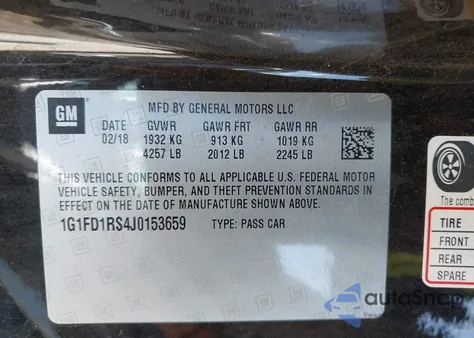 GM
MFD BY GENERAL MOTORS LLC
DATE GVWR GAWR FRT GAWR RR
02/18 1932 KG 913 KG 1019 KG
4257 LB 2012 LB 2245 LB
THIS VEHICLE CONFORMS TO ALL APPLICABLE U.S. FEDERAL MOTOR
VEHICLE SAFETY, BUMPER, AND THEFT PREVENTION STANDARDS IN
EFFECT ON THE DATE OF MANUFACTURE SHOWN ABOVE.
1G1FD1RS4J0153659 TYPE: PASS CAR
The comb
TIRE
FRONT
REAR
SPARE
autoSnap